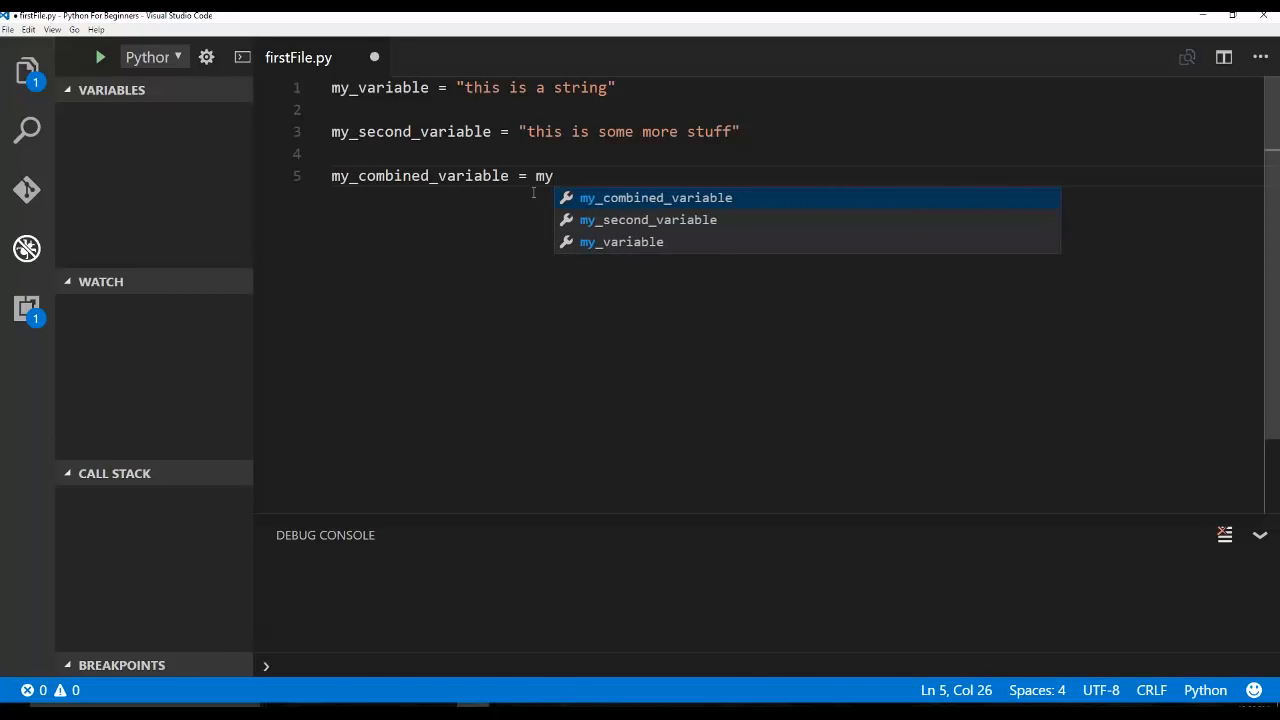 • firstFile.py - Python For Beginners - Visual Studio Code
File Edit View Go Help
Python
firstFile.py
1
VARIABLES
1 my_variable = "this is a string"
2
3 my_second_variable = "this is some more stuff"
4
5 my_combined_variable = my
my_combined_variable
my_second_variable
my_variable
WATCH
1
CALL STACK
DEBUG CONSOLE
BREAKPOINTS
0 0
Ln 5, Col 26 Spaces: 4 UTF-8 CRLF Python